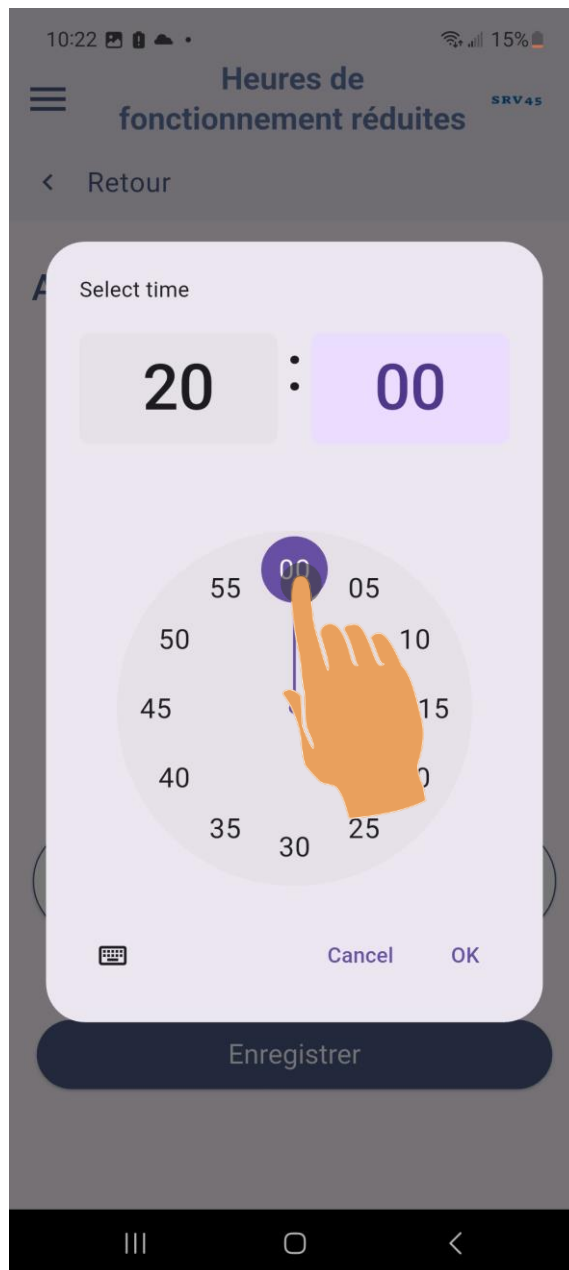 10:22 15%
Heures de
fonctionnement réduites
SRV45
Retour
A
Select time
20 : 00
00
55 05
50 10
45 15
40
35 25
30
Cancel OK
Enregistrer